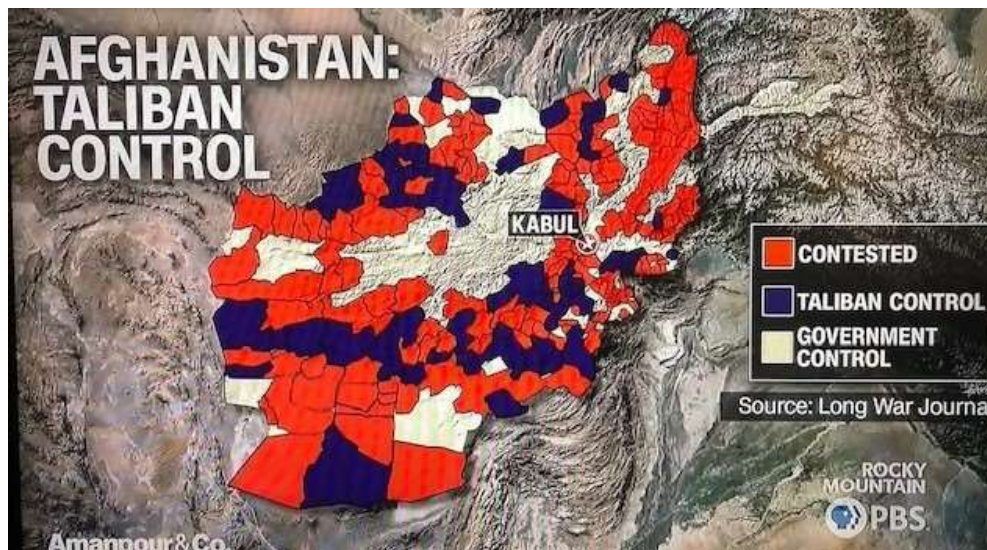 AFGHANISTAN:
TALIBAN
CONTROL
KABUL
CONTESTED
TALIBAN CONTROL
GOVERNMENT
CONTROL
Source: Long War Journa
ROCKY
MOUNTAIN
PBS
Amanpour&Co.